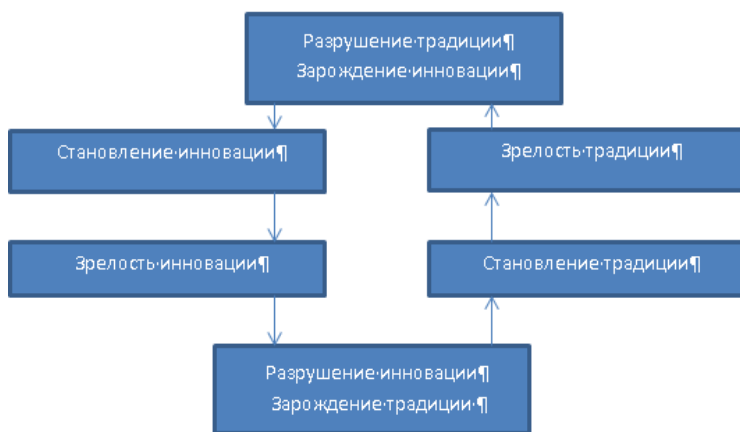 Разрушение·традиции¶
Зарождение·инновации¶
Становление·инновации¶
Зрелость·традиции¶
Зрелость·инновации¶
Становление·традиции¶
Разрушение·инновации¶
Зарождение·традиции·¶